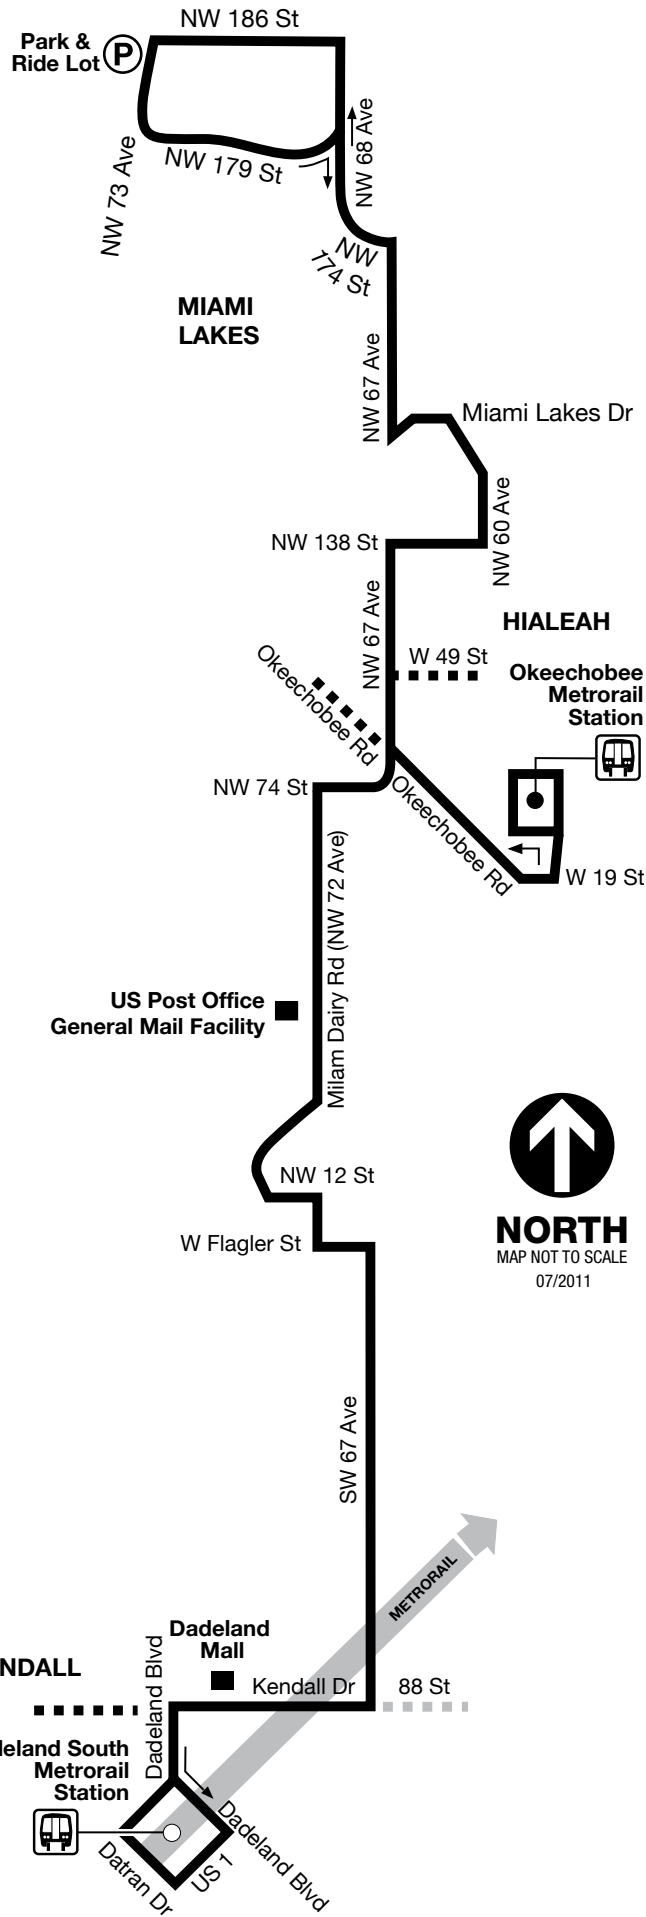 NW 186 St
Park &
Ride Lot
P
NW 68 Ave
NW 179 St
NW 73 Ave
NW
174 St
MIAMI
LAKES
NW 67 Ave
Miami Lakes Dr
NW 60 Ave
NW 138 St
NW 67 Ave
HIALEAH
W 49 St
Okeechobee Rd
Okeechobee
Metrorail
Station
NW 74 St
Okeechobee Rd
W 19 St
Milam Dairy Rd (NW 72 Ave)
US Post Office
General Mail Facility
NW 12 St
W Flagler St
NORTH
MAP NOT TO SCALE
07/2011
SW 67 Ave
METRORAIL
Dadeland
Mall
NDALL
Dadeland Blvd
Kendall Dr
88 St
eland South
Metrorail
Station
Dadeland Blvd
US 1
Datran Dr